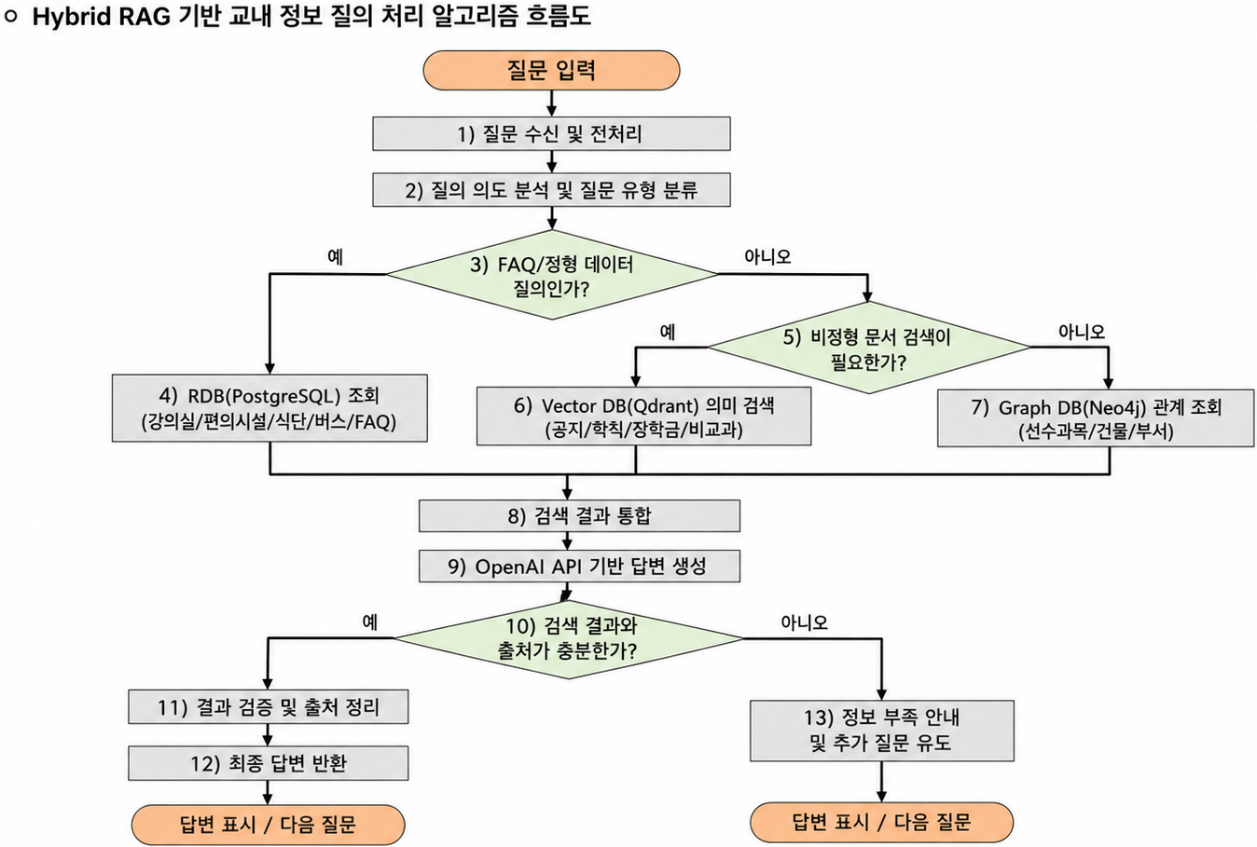 ○ Hybrid RAG 기반 교내 정보 질의 처리 알고리즘 흐름도
질문 입력
1) 질문 수신 및 전처리
2) 질의 의도 분석 및 질문 유형 분류
예
3) FAQ/정형 데이터
질의인가?
아니오
예
5) 비정형 문서 검색이
필요한가?
아니오
4) RDB(PostgreSQL) 조회
(강의실/편의시설/식단/버스/FAQ)
6) Vector DB(Qdrant) 의미 검색
(공지/학칙/장학금/비교과)
7) Graph DB(Neo4j) 관계 조회
(선수과목/건물/부서)
8) 검색 결과 통합
9) OpenAI API 기반 답변 생성
예
10) 검색 결과와
출처가 충분한가?
아니오
11) 결과 검증 및 출처 정리
12) 최종 답변 반환
13) 정보 부족 안내
및 추가 질문 유도
답변 표시 / 다음 질문
답변 표시 / 다음 질문